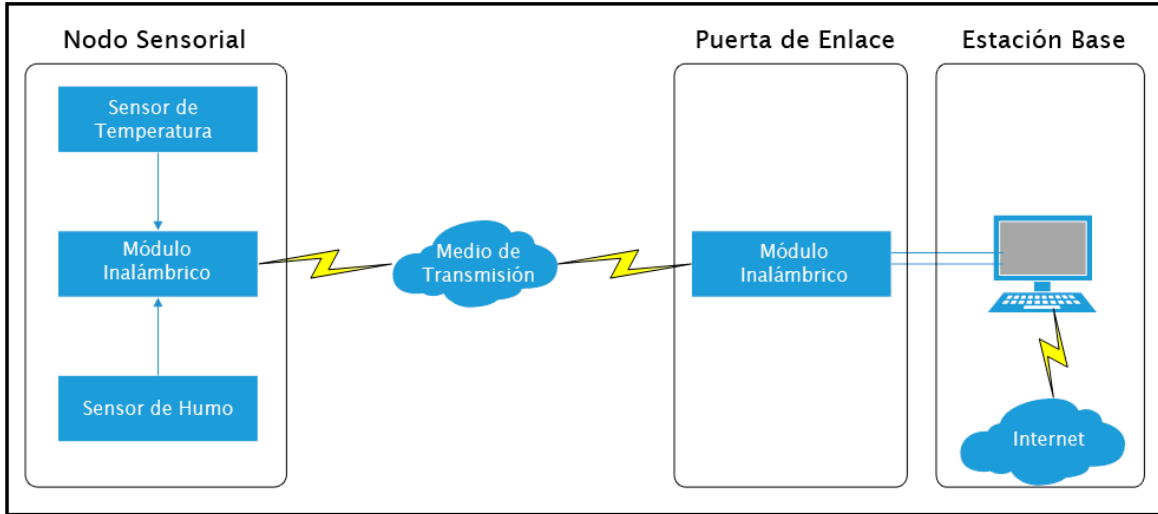 Nodo Sensorial
Puerta de Enlace
Estación Base
Sensor de
Temperatura
Módulo
Inalámbrico
Sensor de Humo
Medio de
Transmisión
Módulo
Inalámbrico
Internet